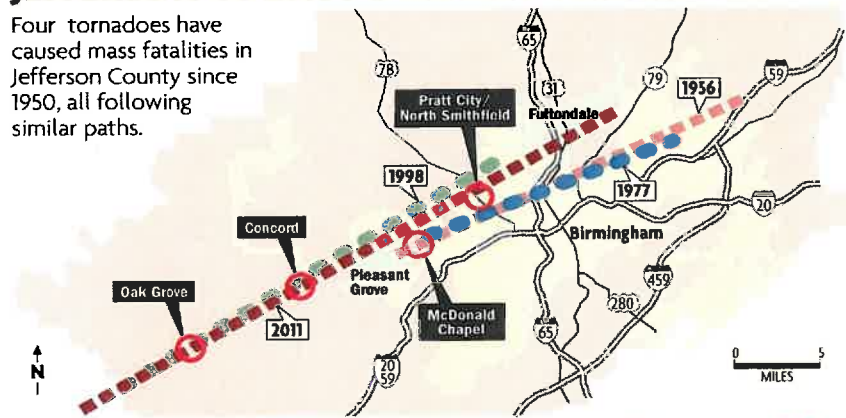 Four tornadoes have
caused mass fatalities in
Jefferson County since
1950, all following
similar paths.
65
78
31
79
59
1956
Pratt City/
North Smithfield
Fultondale
1998
1977
20
Concord
Birmingham
Pleasant
Grove
Oak Grove
2011
McDonald
Chapel
459
280
65
20
59
N
0 5
MILES